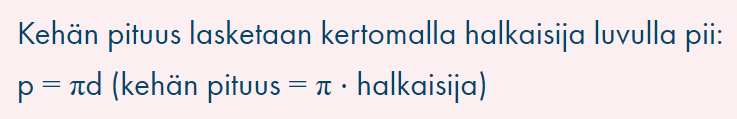 Kehän pituus lasketaan kertomalla halkaisija luvulla pii:
p = πd (kehän pituus = π · halkaisija)